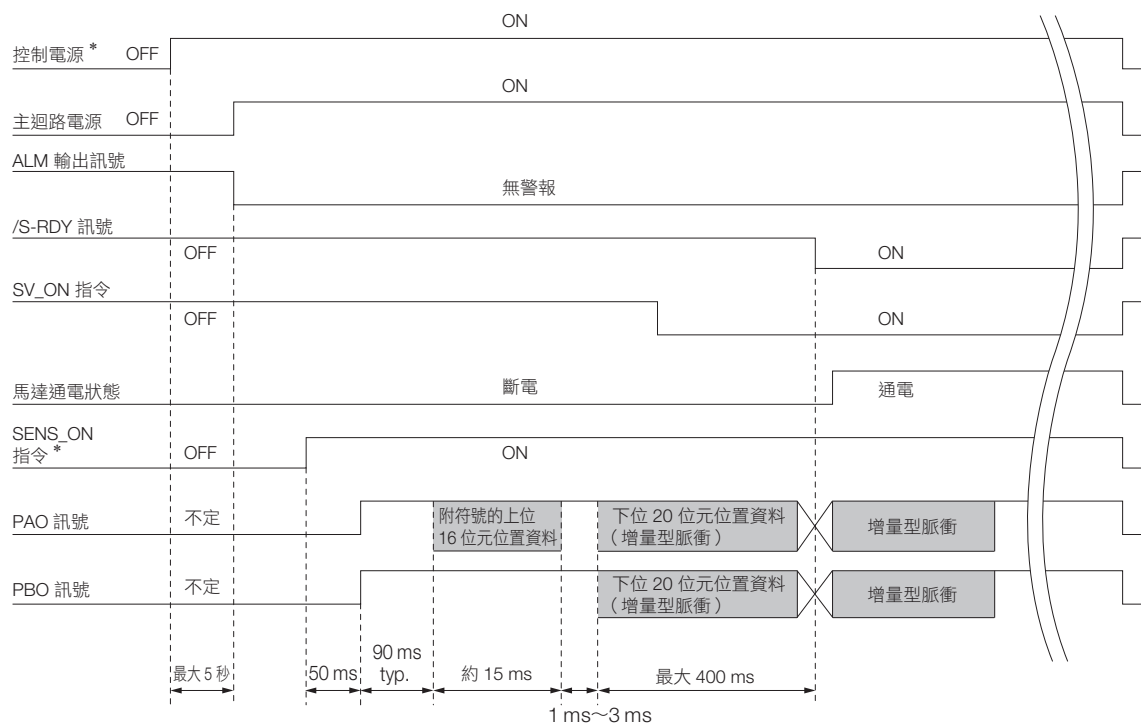 ON
控制電源 * OFF
ON
主迴路電源 OFF
ALM 輸出訊號
無警報
/S-RDY 訊號
OFF ON
SV_ON 指令
OFF ON
馬達通電狀態 斷電 通電
SENS_ON
指令 * OFF ON
PAO 訊號 不定
附符號的上位
16 位元位置資料
下位 20 位元位置資料
（增量型脈衝）
增量型脈衝
PBO 訊號 不定
下位 20 位元位置資料
（增量型脈衝）
增量型脈衝
最大 5 秒
50 ms
90 ms
typ.
約 15 ms
最大 400 ms
1 ms～3 ms